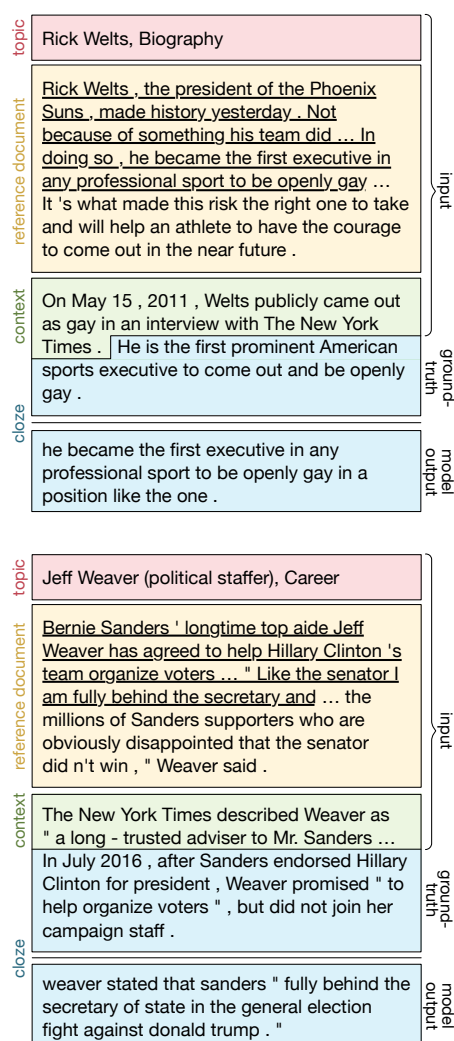 topic
Rick Welts, Biography
reference document
Rick Welts , the president of the Phoenix
Suns , made history yesterday . Not
because of something his team did ... In
doing so , he became the first executive in
any professional sport to be openly gay ...
It 's what made this risk the right one to take
and will help an athlete to have the courage
to come out in the near future .
input
context
On May 15 , 2011 , Welts publicly came out
as gay in an interview with The New York
Times . He is the first prominent American
sports executive to come out and be openly
gay .
ground-
truth
cloze
he became the first executive in any
professional sport to be openly gay in a
position like the one .
model
output
topic
Jeff Weaver (political staffer), Career
reference document
Bernie Sanders ' longtime top aide Jeff
Weaver has agreed to help Hillary Clinton 's
team organize voters ... " Like the senator I
am fully behind the secretary and ... the
millions of Sanders supporters who are
obviously disappointed that the senator
did n't win , " Weaver said .
input
context
The New York Times described Weaver as
" a long - trusted adviser to Mr. Sanders ...
In July 2016 , after Sanders endorsed Hillary
Clinton for president , Weaver promised " to
help organize voters " , but did not join her
campaign staff .
ground-
truth
cloze
weaver stated that sanders " fully behind the
secretary of state in the general election
fight against donald trump . "
model
output